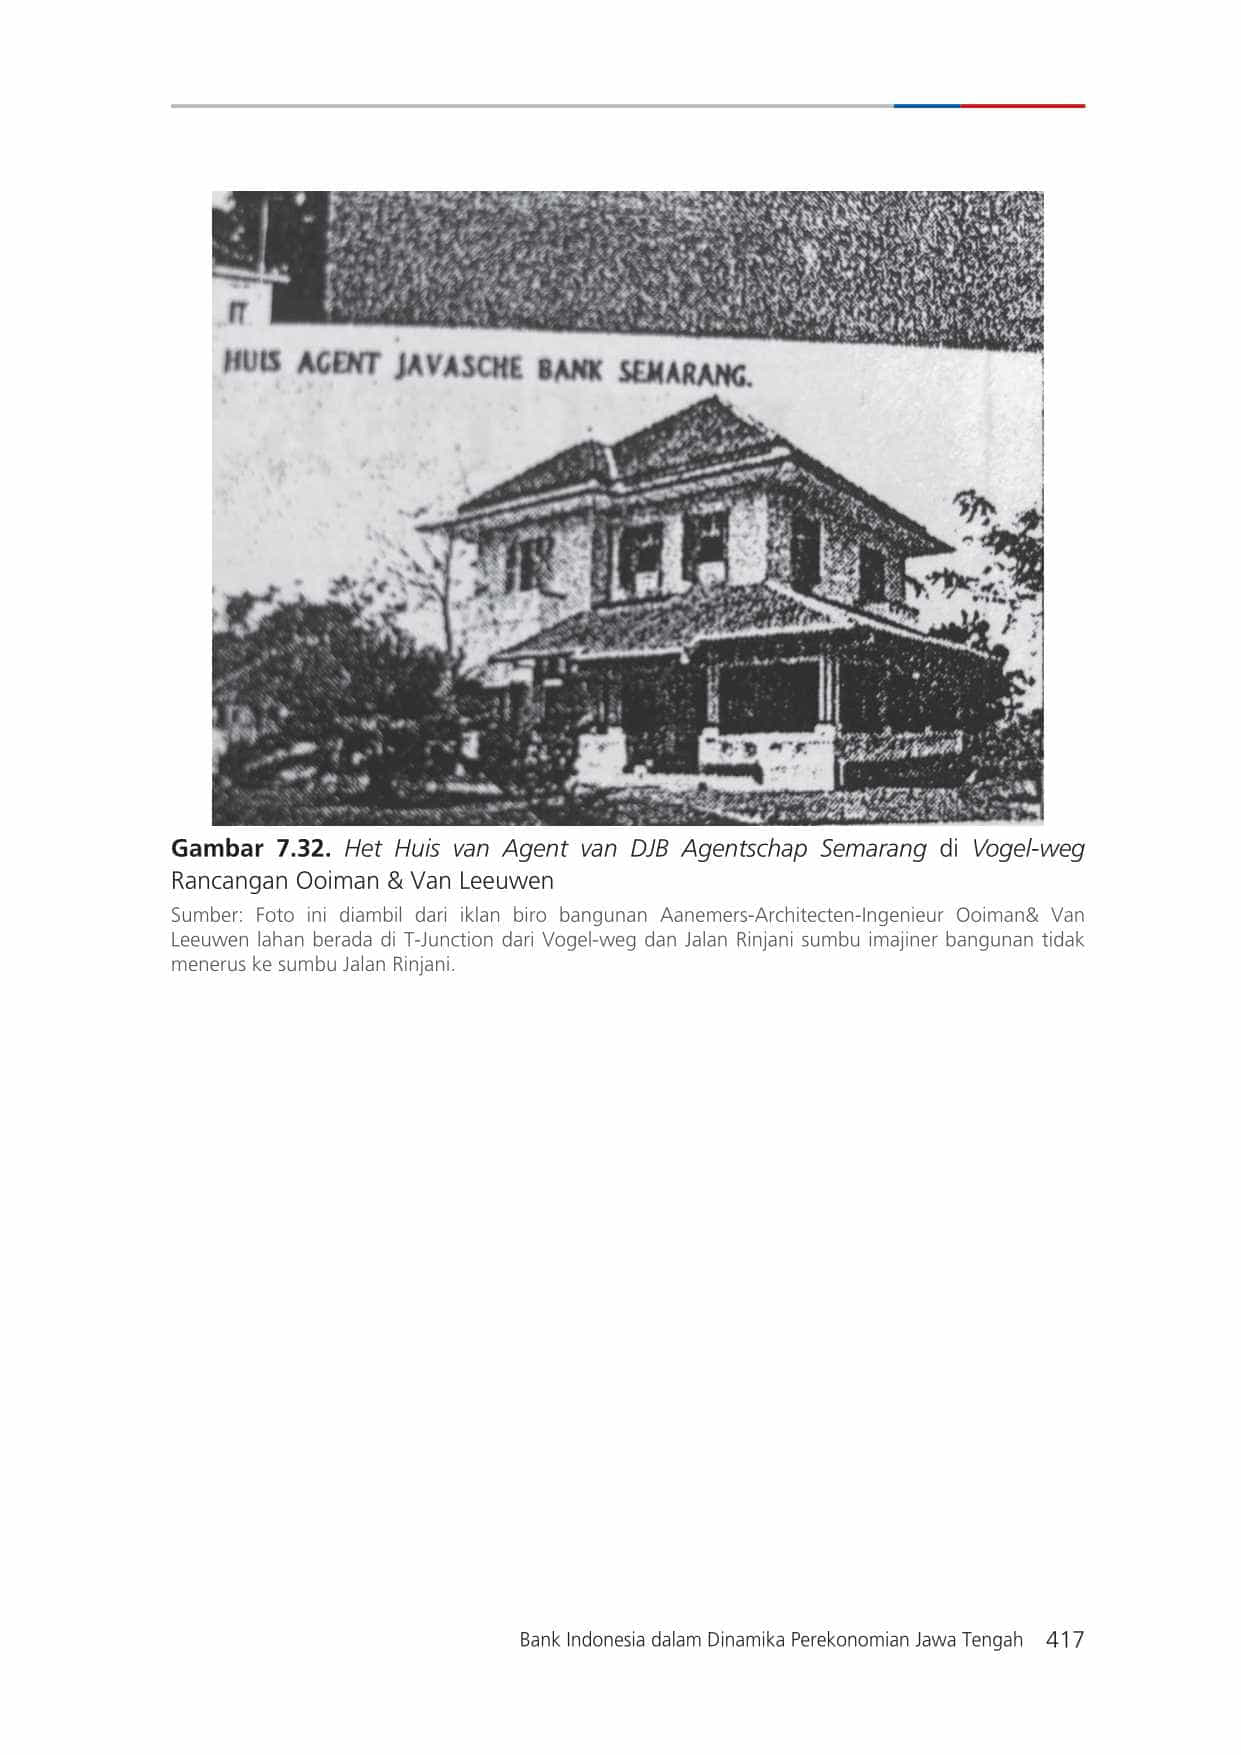 IT
HUIS AGENT JAVASCHE BANK SEMARANG.
Gambar 7.32. Het Huis van Agent van DJB Agentschap Semarang di Vogel-weg
Rancangan Ooiman & Van Leeuwen
Sumber: Foto ini diambil dari iklan biro bangunan Aanemers-Architecten-Ingenieur Ooiman& Van
Leeuwen lahan berada di T-Junction dari Vogel-weg dan Jalan Rinjani sumbu imajiner bangunan tidak
menerus ke sumbu Jalan Rinjani.
Bank Indonesia dalam Dinamika Perekonomian Jawa Tengah 417